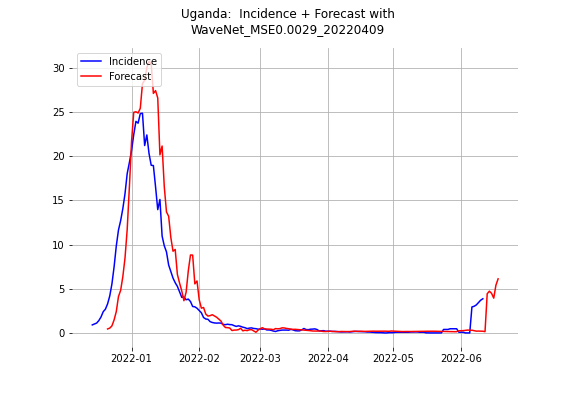 Uganda:  Incidence + Forecast with
WaveNet_MSE0.0029_20220409
Incidence
Forecast
30
25
20
15
10
5
0
2022-01 2022-02 2022-03 2022-04 2022-05 2022-06